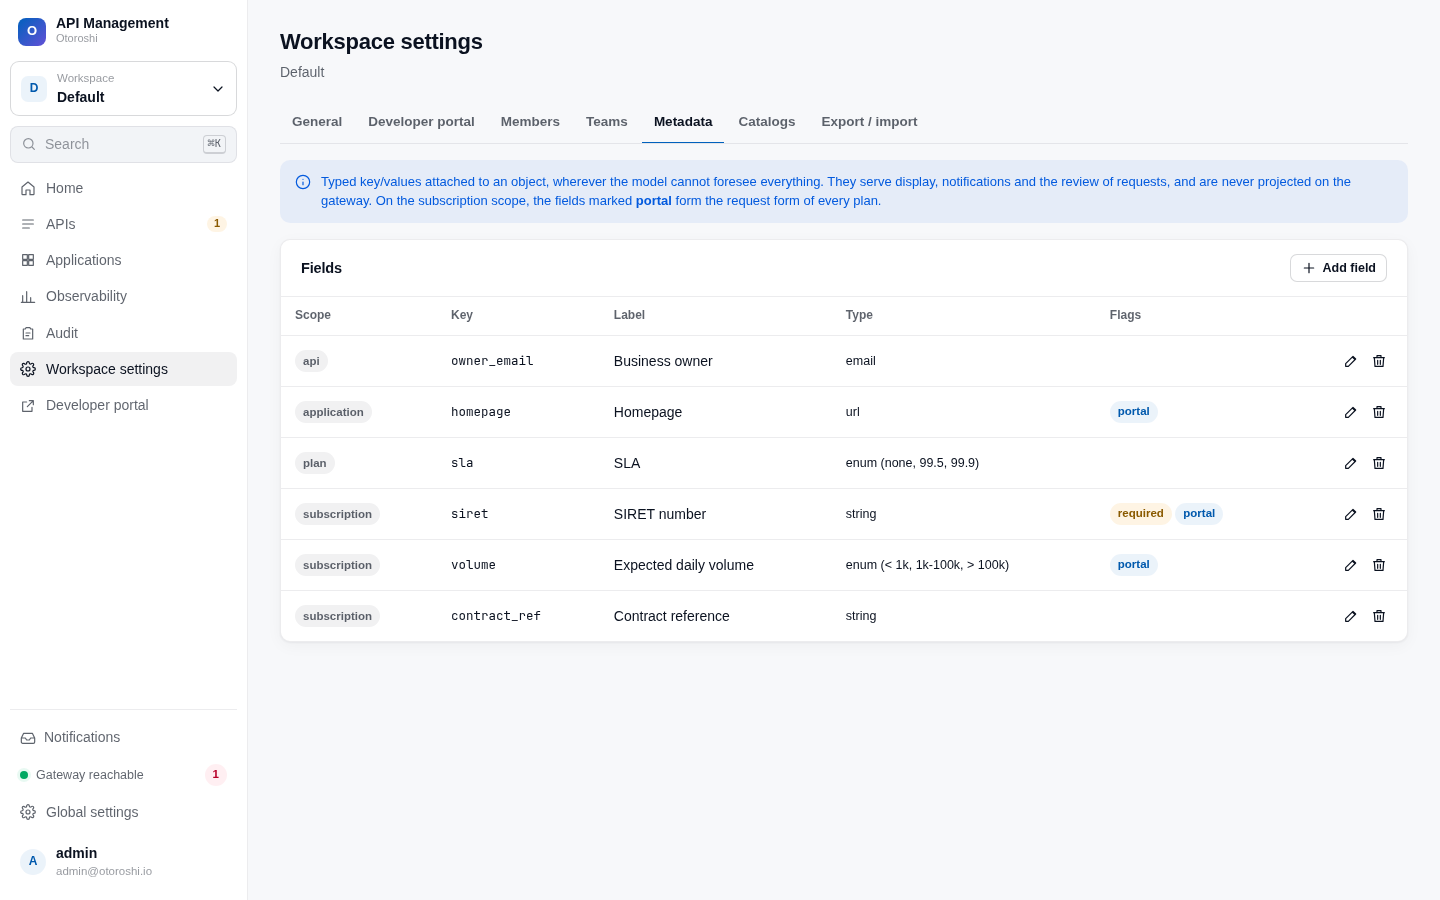 O
API Management
Otoroshi
D
Workspace
Default
Search
⌘K
Home
APIs
1
Applications
Observability
Audit
Workspace settings
Developer portal
Notifications
Gateway reachable
1
Global settings
A
admin
admin@otoroshi.io
Workspace settings
Default
General Developer portal Members Teams Metadata Catalogs Export / import
Typed key/values attached to an object, wherever the model cannot foresee everything. They serve display, notifications and the review of requests, and are never projected on the
gateway. On the subscription scope, the fields marked portal form the request form of every plan.
Fields
Add field
Scope Key Label Type Flags
api owner_email Business owner email
application homepage Homepage url portal
plan sla SLA enum (none, 99.5, 99.9)
subscription siret SIRET number string required portal
subscription volume Expected daily volume enum (< 1k, 1k-100k, > 100k) portal
subscription contract_ref Contract reference string